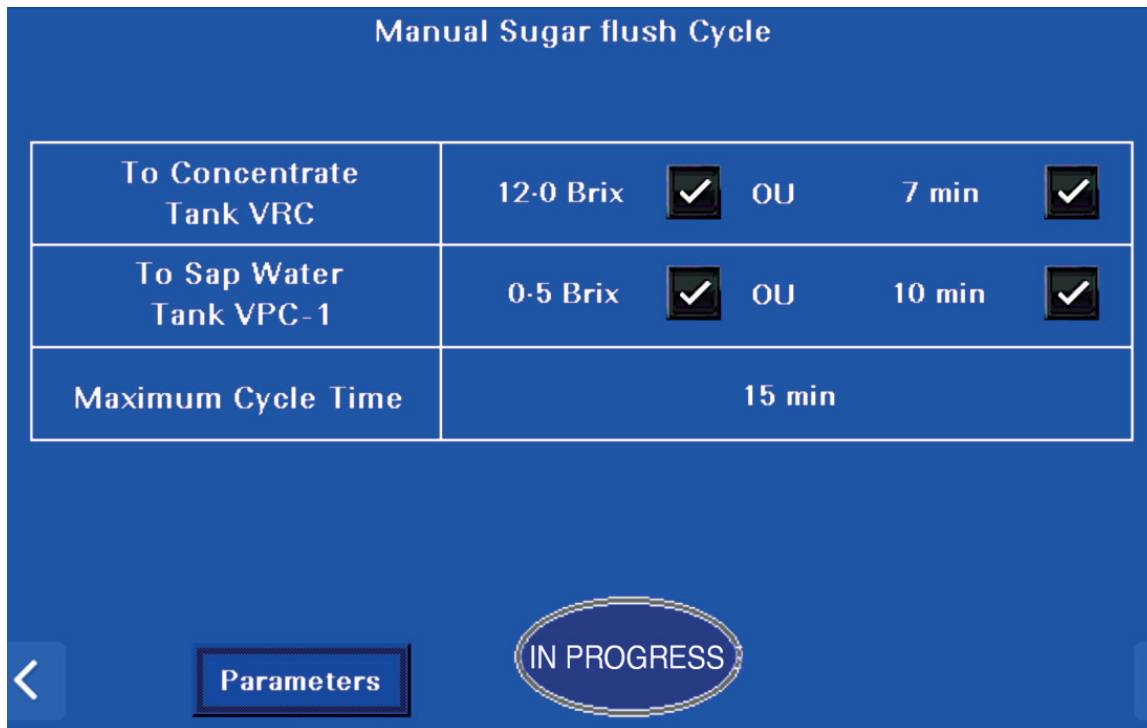 Manual Sugar flush Cycle
To Concentrate
Tank VRC
12-0 Brix OU 7 min
To Sap Water
Tank VPC-1
0-5 Brix OU 10 min
Maximum Cycle Time 15 min
IN PROGRESS
Parameters